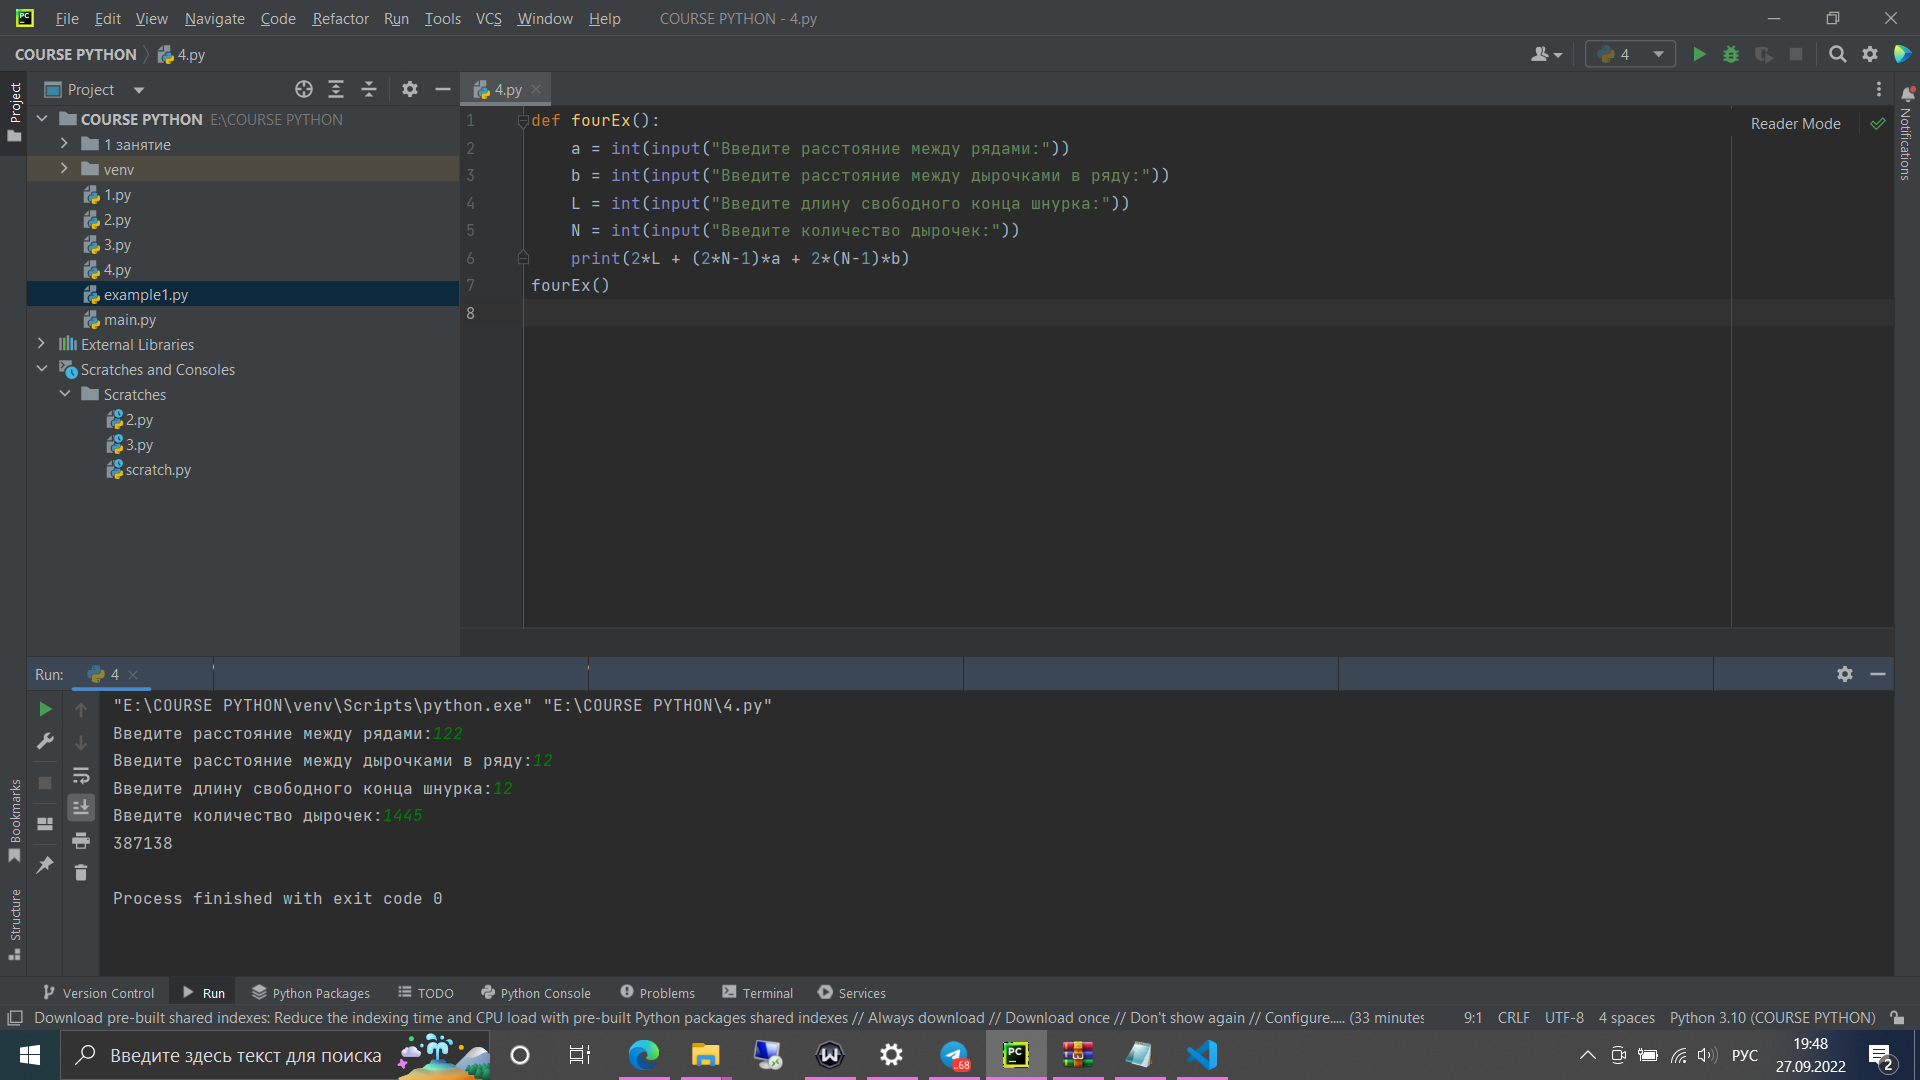 PC File Edit View Navigate Code Refactor Run Tools VCS Window Help COURSE PYTHON - 4.py
COURSE PYTHON 4.py 4
Project Project 4.py
COURSE PYTHON E:\COURSE PYTHON
1 занятие
venv
1.py
2.py
3.py
4.py
example1.py
main.py
External Libraries
Scratches and Consoles
Scratches
2.py
3.py
scratch.py
1 def fourEx():
2 a = int(input("Введите расстояние между рядами:"))
3 b = int(input("Введите расстояние между дырочками в ряду:"))
4 L = int(input("Введите длину свободного конца шнурка:"))
5 N = int(input("Введите количество дырочек:"))
6 print(2*L + (2*N-1)*a + 2*(N-1)*b)
7 fourEx()
8
Reader Mode
Notifications
Run: 4
"E:\COURSE PYTHON\venv\Scripts\python.exe" "E:\COURSE PYTHON\4.py"
Введите расстояние между рядами:122
Введите расстояние между дырочками в ряду:12
Введите длину свободного конца шнурка:12
Введите количество дырочек:1445
387138
Process finished with exit code 0
Bookmarks
Structure
Version Control Run Python Packages TODO Python Console Problems Terminal Services
Download pre-built shared indexes: Reduce the indexing time and CPU load with pre-built Python packages shared indexes // Always download // Download once // Don't show again // Configure..... (33 minutes 9:1 CRLF UTF-8 4 spaces Python 3.10 (COURSE PYTHON)
Введите здесь текст для поиска ..68 PC РУС 19:48
27.09.2022 2